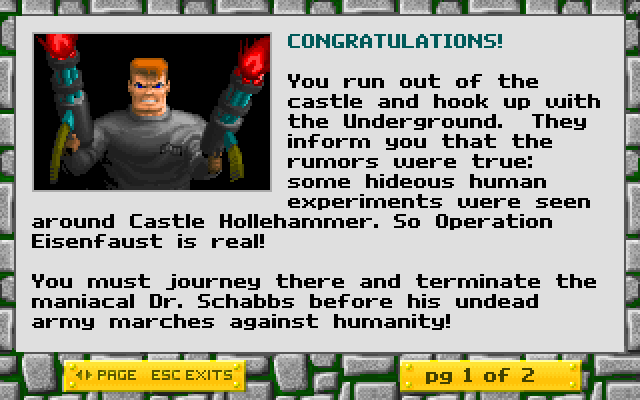 CONGRATULATIONS!
You run out of the
castle and hook up with
the Underground.  They
inform you that the
rumors were true:
some hideous human
experiments were seen
around Castle Hollehammer. So Operation
Eisenfaust is real!
You must journey there and terminate the
maniacal Dr. Schabbs before his undead
army marches against humanity!
PAGE ESC EXITS
pg 1 of 2